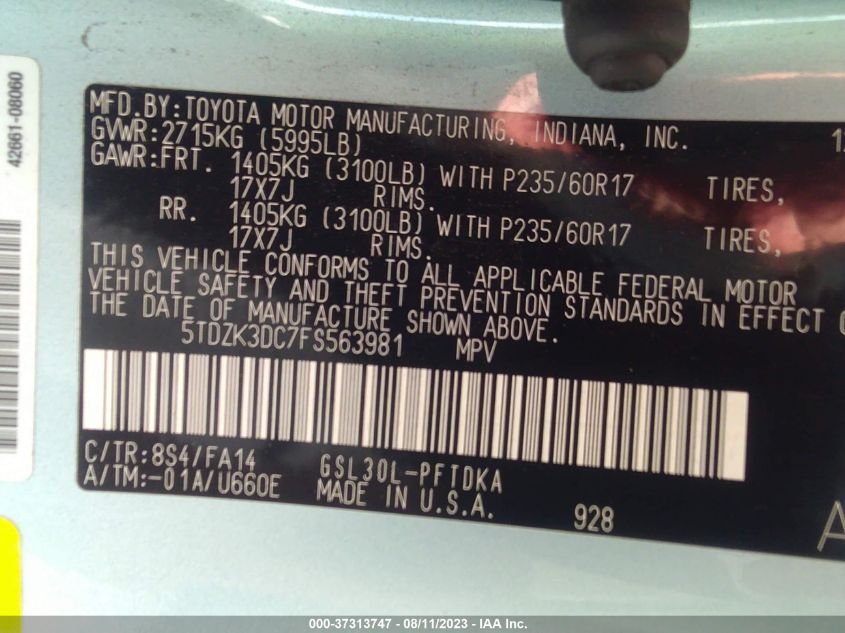 42661-08060
MFD.BY:TOYOTA MOTOR MANUFACTURING, INDIANA, INC.
GVWR:2715KG (5995LB)
GAWR:FRT. 1405KG (3100LB) WITH P235/60R17 TIRES,
17X7J RIMS.
RR. 1405KG (3100LB) WITH P235/60R17 TIRES,
17X7J RIMS.
THIS VEHICLE CONFORMS TO ALL APPLICABLE FEDERAL MOTOR
VEHICLE SAFETY AND THEFT PREVENTION STANDARDS IN EFFECT
THE DATE OF MANUFACTURE SHOWN ABOVE.
5TDZK3DC7FS563981 MPV
C/TR:8S4/FA14 GSL30L-PFTDKA
A/TM:-01A/U660E MADE IN U.S.A. 928
000-37313747 - 08/11/2023 - IAA Inc.